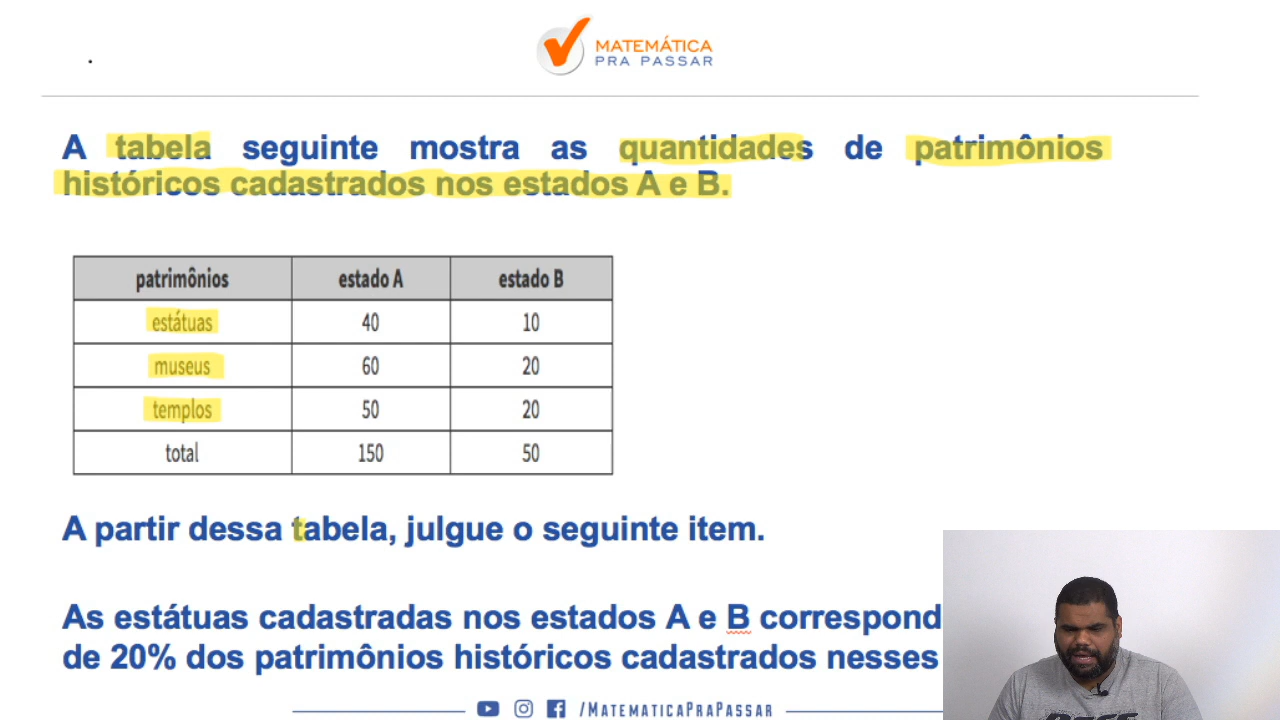 MATEMÁTICA
PRA PASSAR
A tabela seguinte mostra as quantidades de patrimônios
históricos cadastrados nos estados A e B.
patrimônios estado A estado B
estátuas 40 10
museus 60 20
templos 50 20
total 150 50
A partir dessa tabela, julgue o seguinte item.
As estátuas cadastradas nos estados A e B correspond
de 20% dos patrimônios históricos cadastrados nesses
/MATEMATICAPRAPASSAR